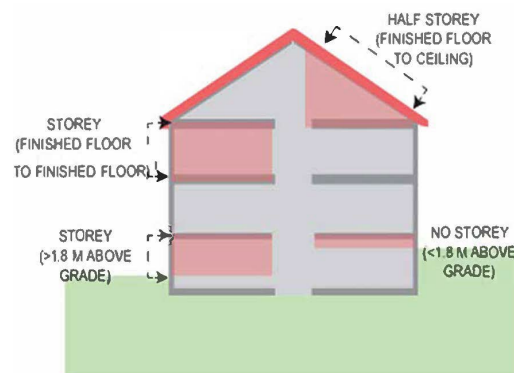 HALF STOREY
(FINISHED FLOOR
TO CEILING)
STOREY
(FINISHED FLOOR
TO FINISHED FLOOR)
STOREY
(>1.8 M ABOVE
GRADE)
NO STOREY
(<1.8 M ABOVE
GRADE)